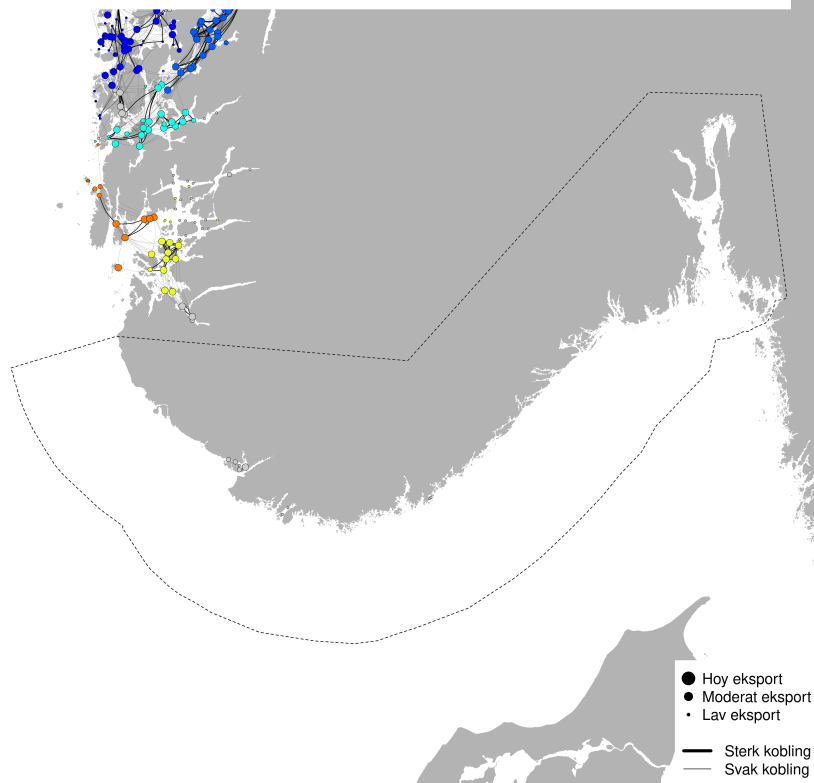 Hoy eksport
Moderat eksport
Lav eksport
Sterk kobling
Svak kobling